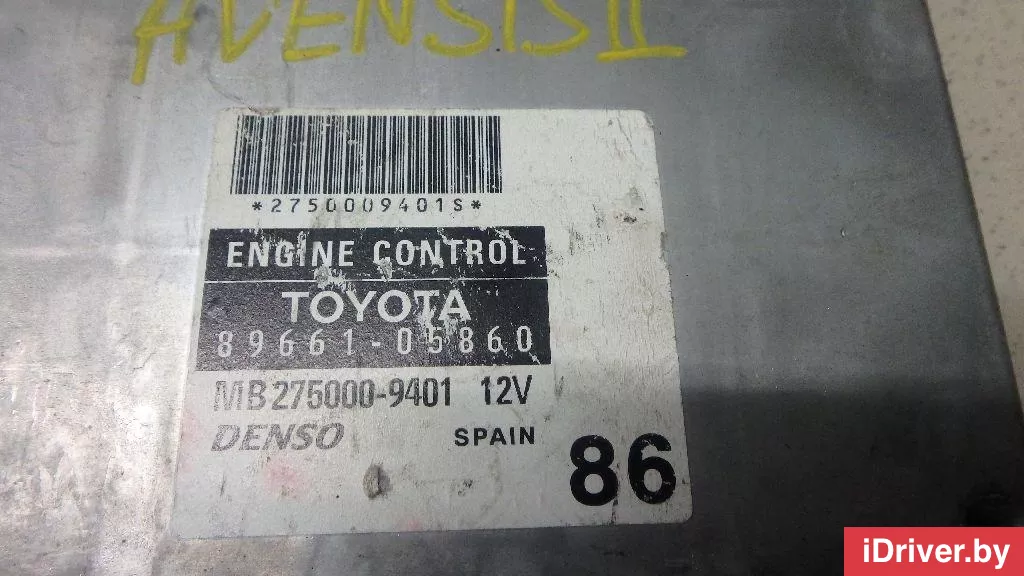 AVENSIS II
*2750009401S*
ENGINE CONTROL
TOYOTA
89661-05860
MB275000-9401 12V
DENSO SPAIN 86
iDriver.by